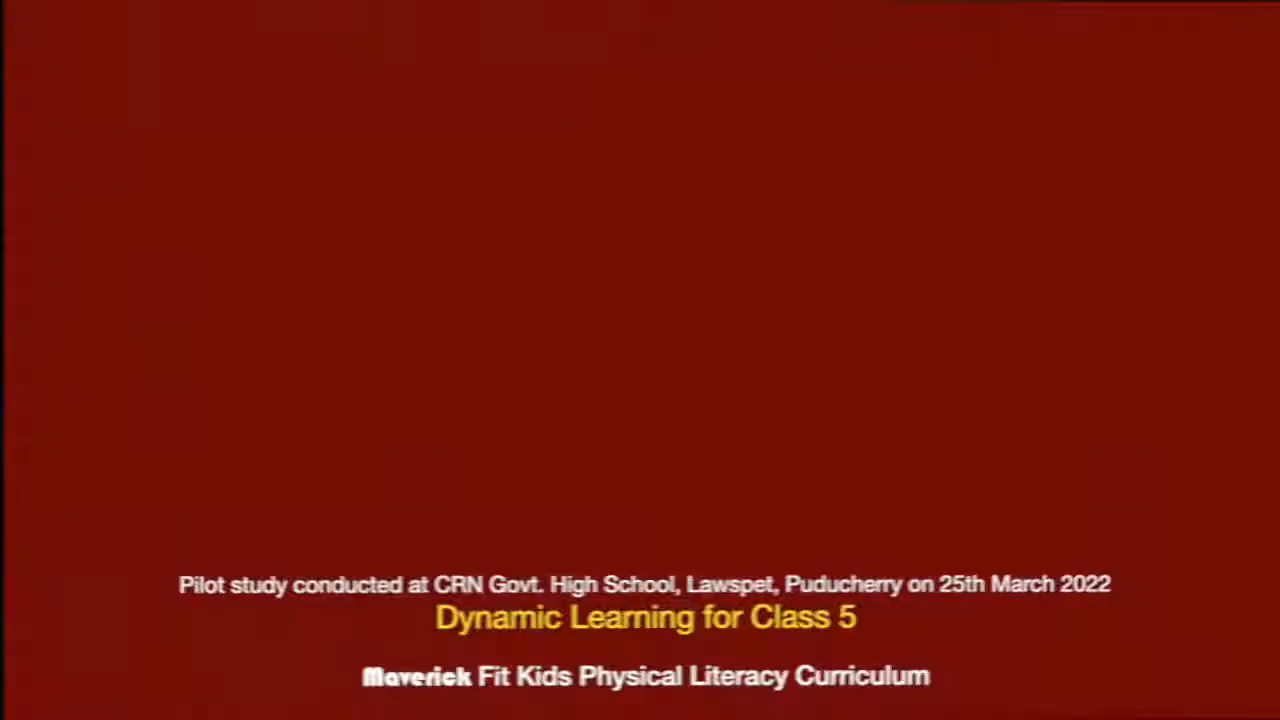 Pilot study conducted at CRN Govt. High School, Lawspet, Puducherry on 25th March 2022
Dynamic Learning for Class 5
Maverick Fit Kids Physical Literacy Curriculum